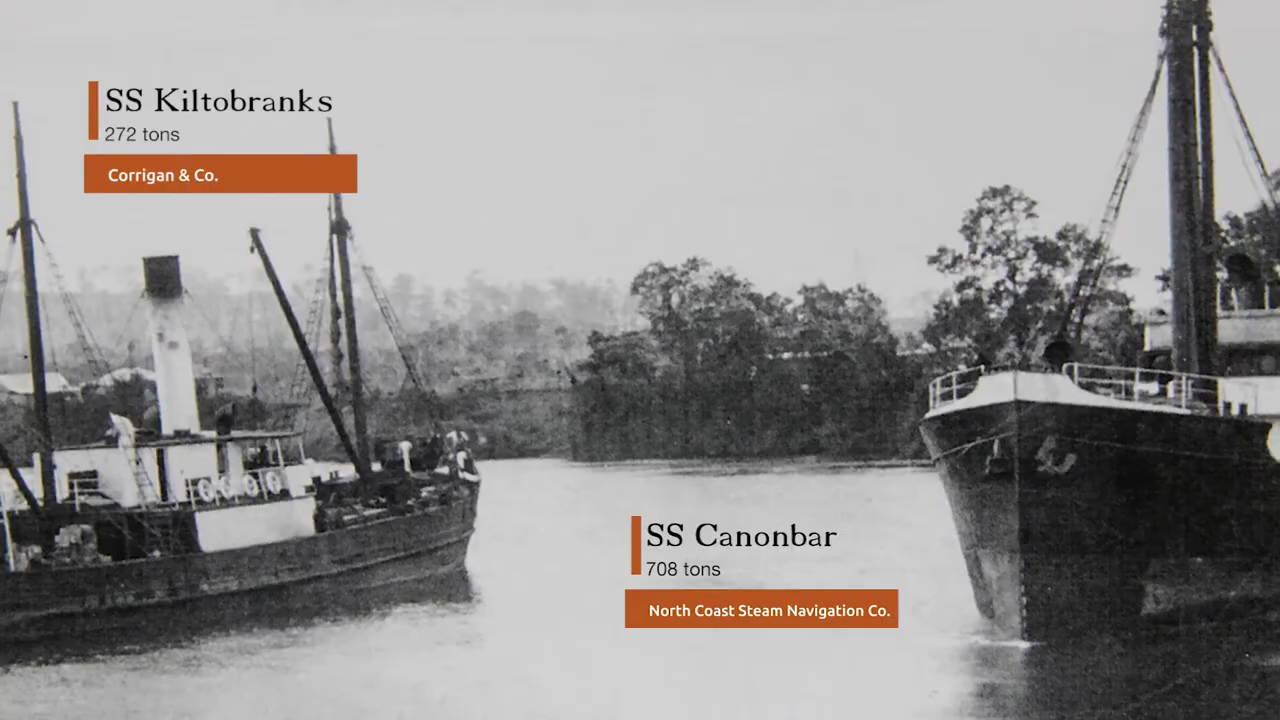 SS Kiltobranks
272 tons
Corrigan & Co.
SS Canonbar
708 tons
North Coast Steam Navigation Co.